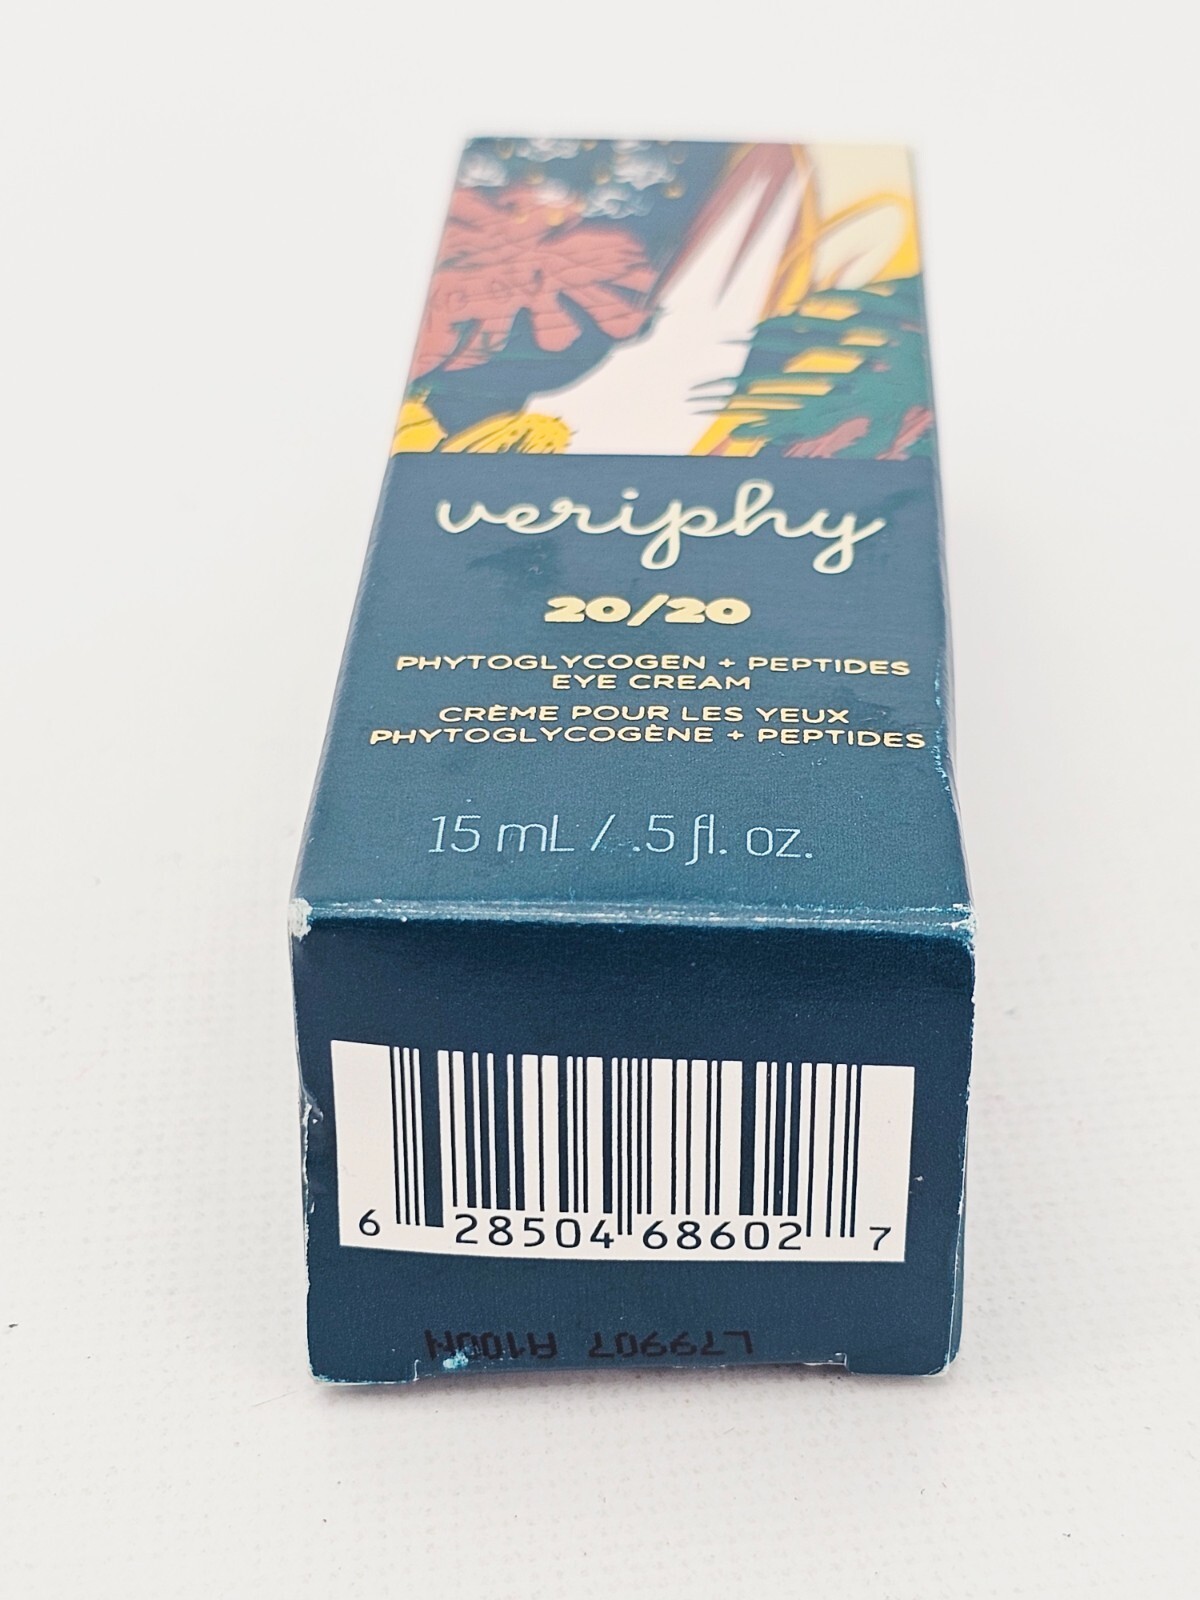 veriphy
20/20
PHYTOGLYCOGEN + PEPTIDES
EYE CREAM
CRÈME POUR LES YEUX
PHYTOGLYCOGÈNE + PEPTIDES
15 mL / .5 fl. oz.
6 28504 68602 7